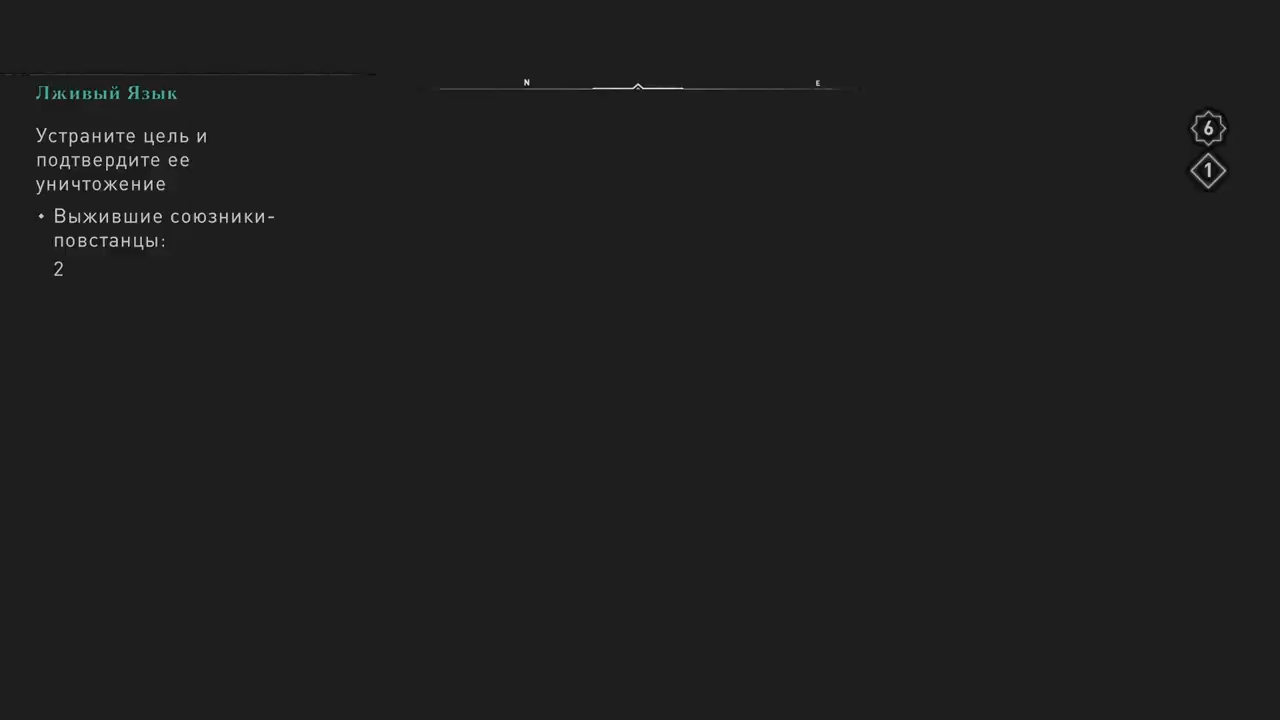 Лживый Язык
N
E
Устраните цель и
подтвердите ее
уничтожение
Выжившие союзники-
повстанцы:
2
6
1